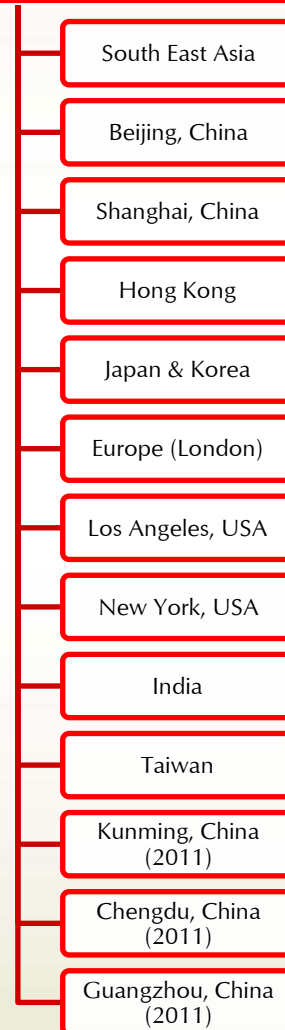 South East Asia
Beijing, China
Shanghai, China
Hong Kong
Japan & Korea
Europe (London)
Los Angeles, USA
New York, USA
India
Taiwan
Kunming, China
(2011)
Chengdu, China
(2011)
Guangzhou, China
(2011)